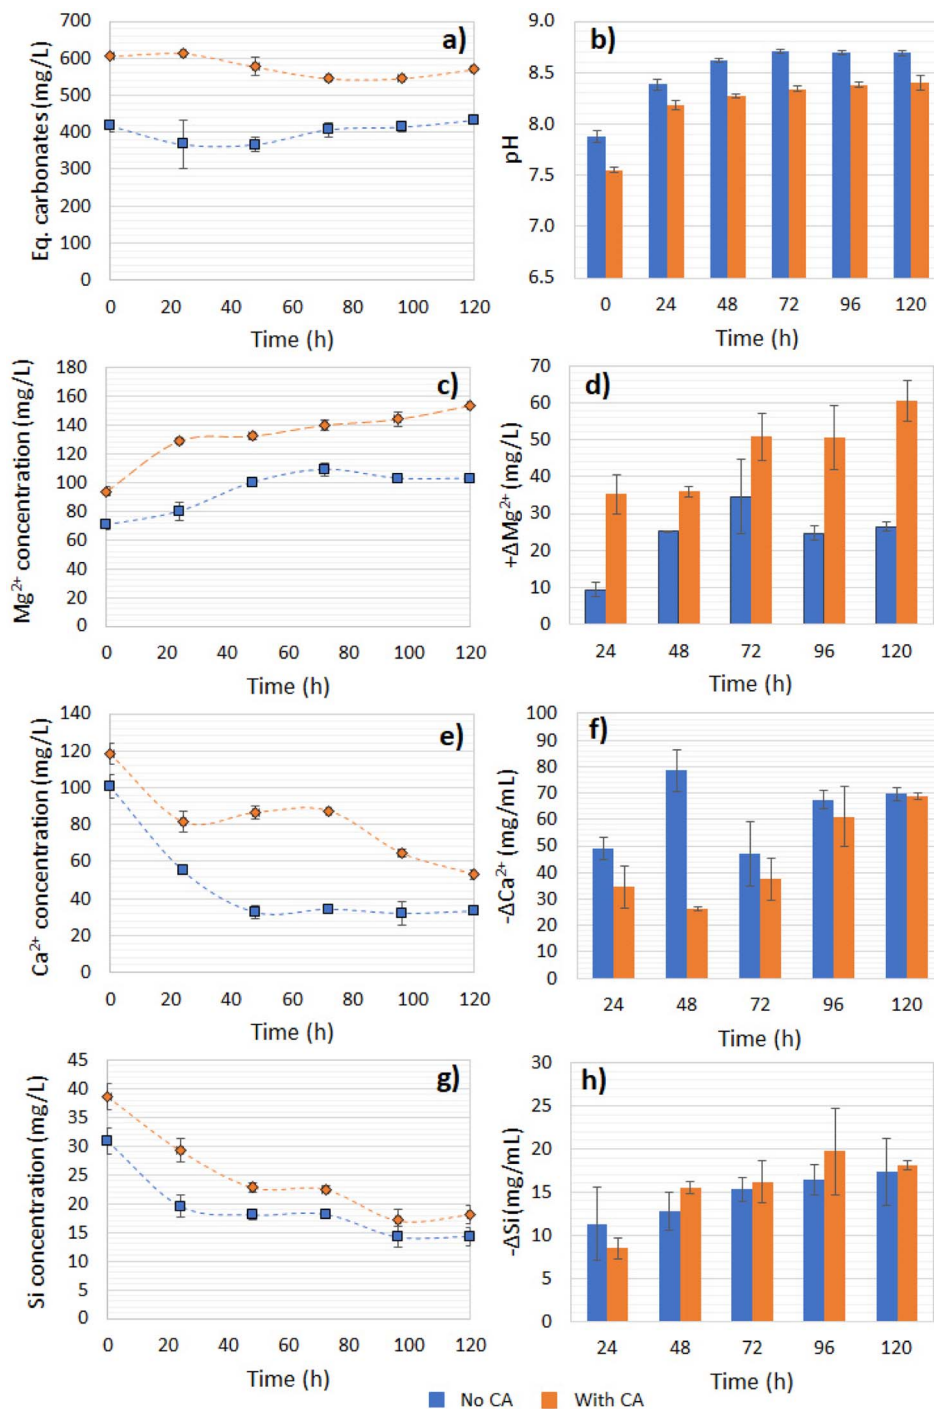 a)
Eq. carbonates (mg/L)
700
600
500
400
300
200
100
0
0 20 40 60 80 100 120
Time (h)
b)
pH
9.0
8.5
8.0
7.5
7.0
6.5
0 24 48 72 96 120
Time (h)
c)
Mg²⁺ concentration (mg/L)
180
160
140
120
100
80
60
40
20
0
0 20 40 60 80 100 120
Time (h)
d)
+ΔMg²⁺ (mg/L)
70
60
50
40
30
20
10
0
24 48 72 96 120
Time (h)
e)
Ca²⁺ concentration (mg/L)
140
120
100
80
60
40
20
0
0 20 40 60 80 100 120
Time (h)
f)
-ΔCa²⁺ (mg/mL)
100
90
80
70
60
50
40
30
20
10
0
24 48 72 96 120
Time (h)
g)
Si concentration (mg/L)
45
40
35
30
25
20
15
10
5
0
0 20 40 60 80 100 120
Time (h)
h)
-ΔSi (mg/mL)
30
25
20
15
10
5
0
24 48 72 96 120
Time (h)
No CA With CA